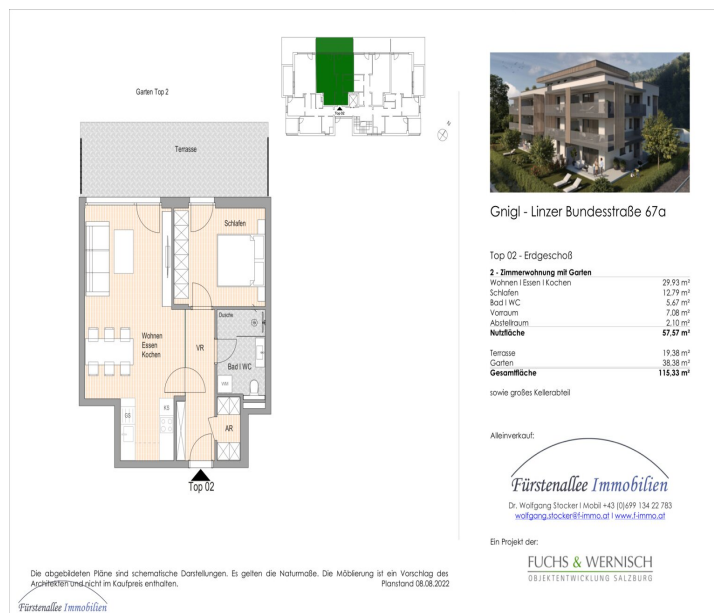 Garten Top 2
Terrasse
Schlafen
Dusche
Wohnen
Essen
Kochen
VR
Bad I WC
WM
GS
KS
AR
Top 02
Top 02
N
Gnigl - Linzer Bundesstraße 67a
Top 02 - Erdgeschoß
2 - Zimmerwohnung mit Garten
Wohnen I Essen I Kochen 29,93 m²
Schlafen 12,79 m²
Bad I WC 5,67 m²
Vorraum 7,08 m²
Abstellraum 2,10 m²
Nutzfläche 57,57 m²
Terrasse 19,38 m²
Garten 38,38 m²
Gesamtfläche 115,33 m²
sowie großes Kellerabteil
Alleinverkauf:
Fürstenallee Immobilien
Dr. Wolfgang Stocker I Mobil +43 (0)699 134 22 783
wolfgang.stocker@f-immo.at I www.f-immo.at
Ein Projekt der:
FUCHS & WERNISCH
OBJEKTENTWICKLUNG SALZBURG
Die abgebildeten Pläne sind schematische Darstellungen. Es gelten die Naturmaße. Die Möblierung ist ein Vorschlag des
Architekten und nicht im Kaufpreis enthalten. Planstand 08.08.2022
Fürstenallee Immobilien